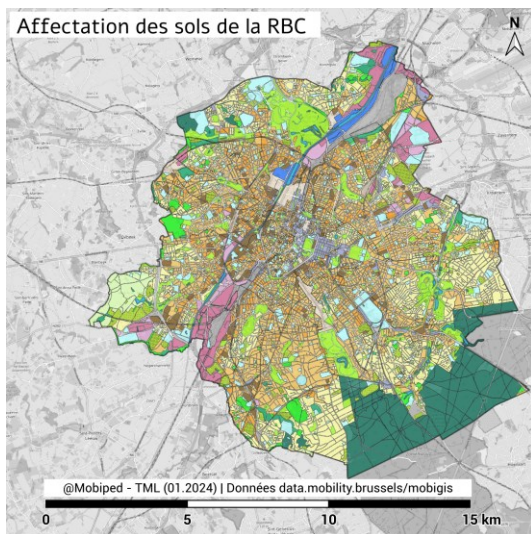 Affectation des sols de la RBC
N
@Mobiped - TML (01.2024) | Données data.mobility.brussels/mobigis
0 5 10 15 km